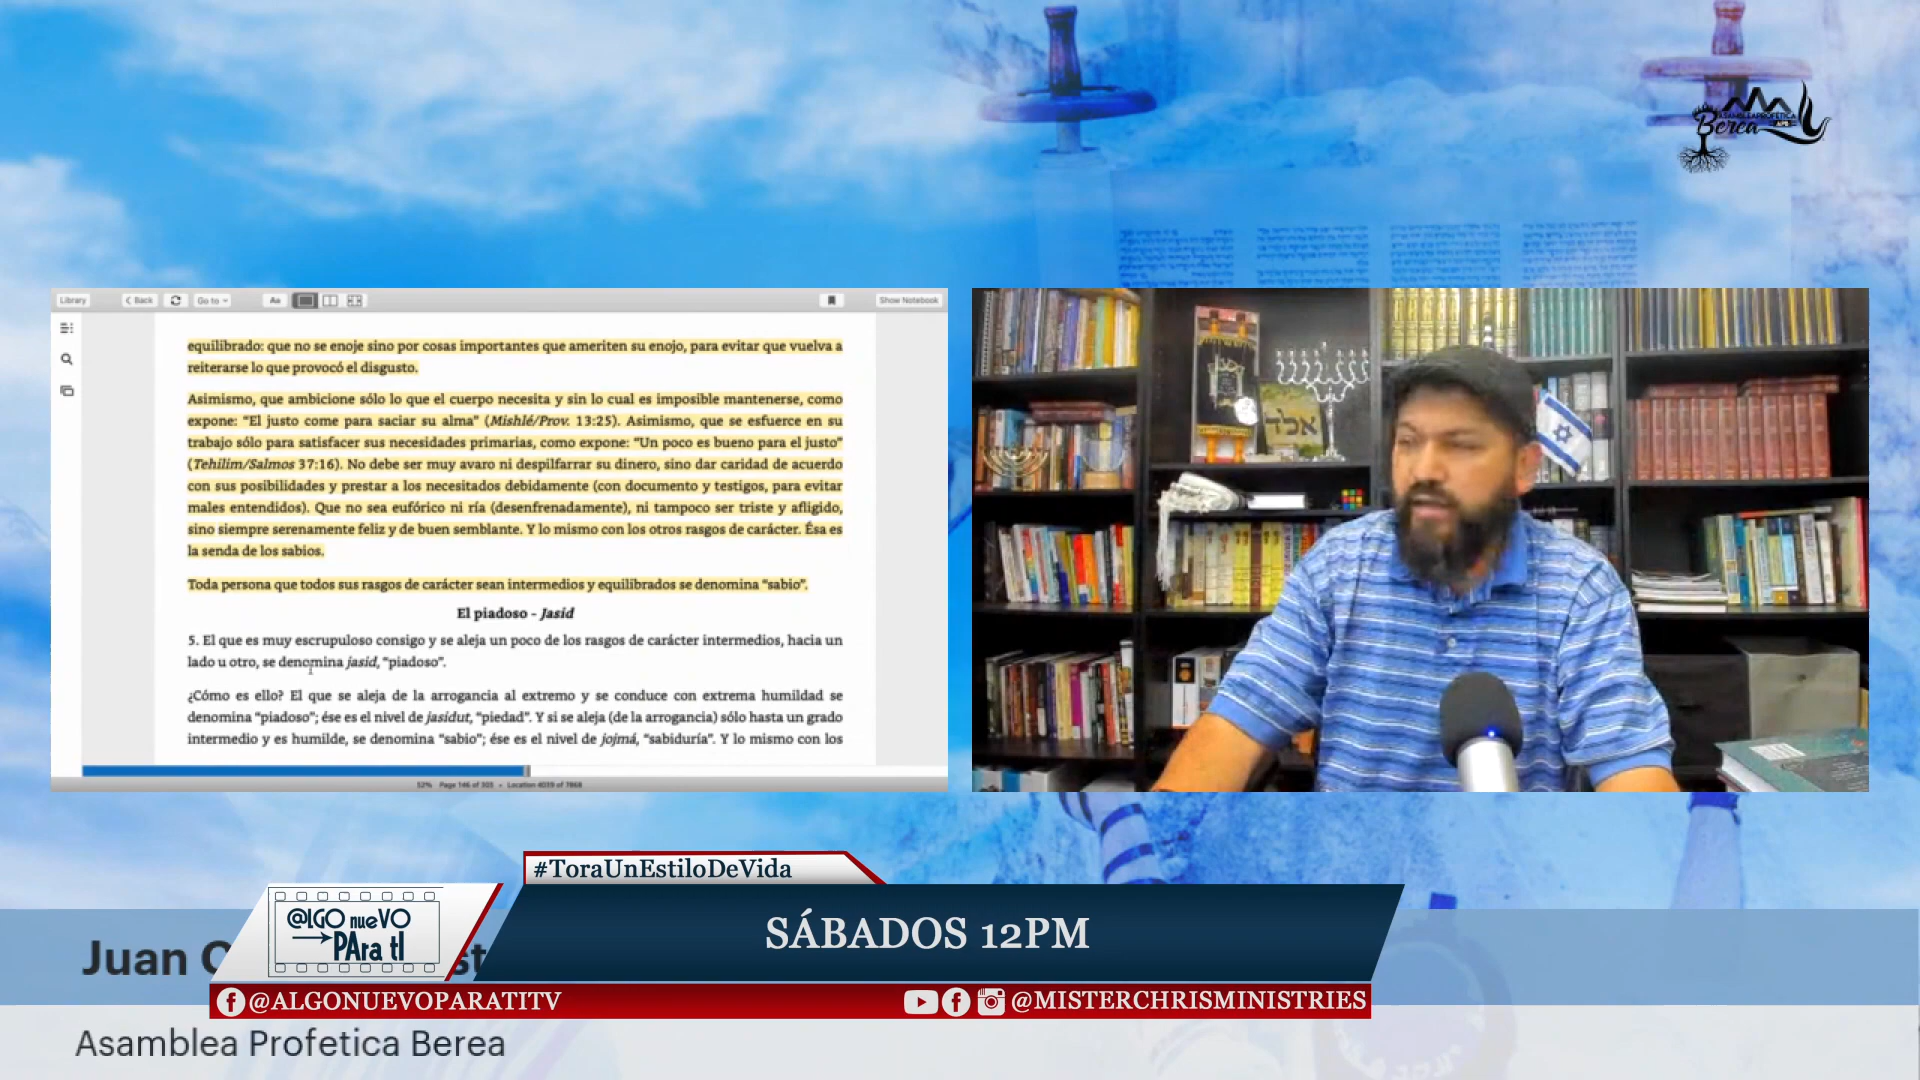 ASAMBLEA PROFETICA
Berea
Library
Back
Go to
Aa
Show Notebook
equilibrado: que no se enoje sino por cosas importantes que ameriten su enojo, para evitar que vuelva a
reiterarse lo que provocó el disgusto.
Asimismo, que ambicione sólo lo que el cuerpo necesita y sin lo cual es imposible mantenerse, como
expone: “El justo come para saciar su alma” (Mishlé/Prov. 13:25). Asimismo, que se esfuerce en su
trabajo sólo para satisfacer sus necesidades primarias, como expone: “Un poco es bueno para el justo”
(Tehilim/Salmos 37:16). No debe ser muy avaro ni despilfarrar su dinero, sino dar caridad de acuerdo
con sus posibilidades y prestar a los necesitados debidamente (con documento y testigos, para evitar
males entendidos). Que no sea eufórico ni ría (desenfrenadamente), ni tampoco ser triste y afligido,
sino siempre serenamente feliz y de buen semblante. Y lo mismo con los otros rasgos de carácter. Ésa es
la senda de los sabios.
Toda persona que todos sus rasgos de carácter sean intermedios y equilibrados se denomina “sabio”.
El piadoso - Jasid
5. El que es muy escrupuloso consigo y se aleja un poco de los rasgos de carácter intermedios, hacia un
lado u otro, se denomina jasid, “piadoso”.
¿Cómo es ello? El que se aleja de la arrogancia al extremo y se conduce con extrema humildad se
denomina “piadoso”; ése es el nivel de jasidut, “piedad”. Y si se aleja (de la arrogancia) sólo hasta un grado
intermedio y es humilde, se denomina “sabio”; ése es el nivel de jojmá, “sabiduría”. Y lo mismo con los
52% Page 146 of 303 • Location 4039 of 7868
#ToraUnEstiloDeVida
@LGO nueVO
PAra tI
SÁBADOS 12PM
Juan C
st
@ALGONUEVOPARATITV
@MISTERCHRISMINISTRIES
Asamblea Profetica Berea